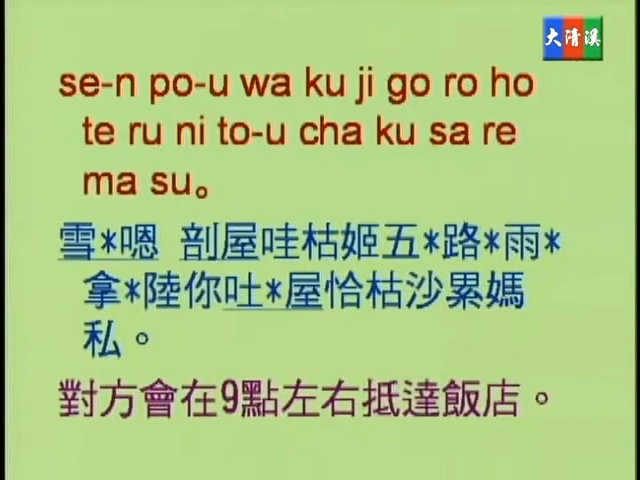 大清溪
se-n po-u wa ku ji go ro ho
te ru ni to-u cha ku sa re
ma su。
雪*嗯 剖屋哇枯姬五*路*雨*
拿*陸你吐*屋恰枯沙累媽
私。
對方會在9點左右抵達飯店。